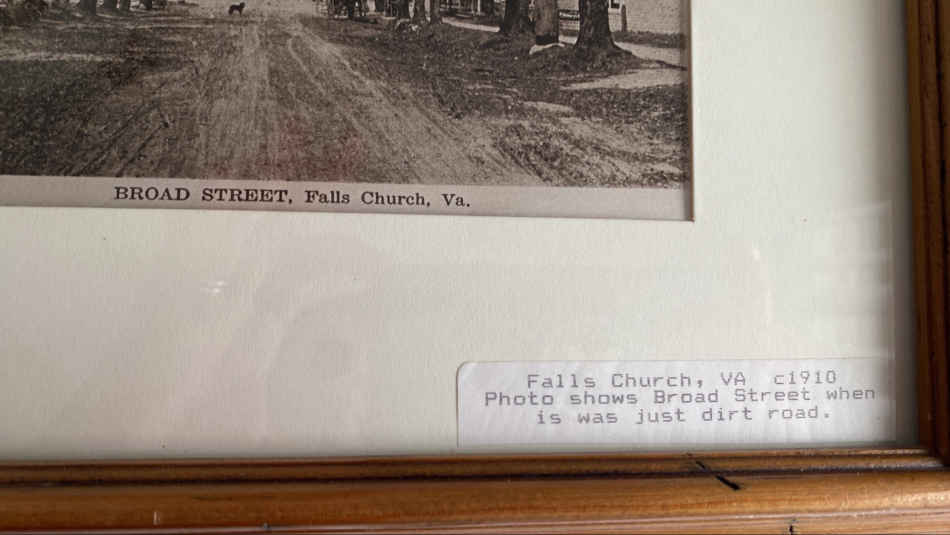 BROAD STREET, Falls Church, Va.
Falls Church, VA c1910
Photo shows Broad Street when
is was just dirt road.